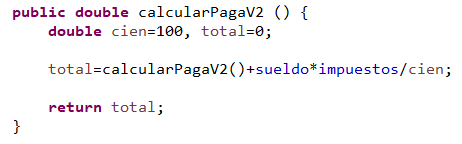 public double calcularPagaV2 () {
double cien=100, total=0;
total=calcularPagaV2()+sueldo*impuestos/cien;
return total;
}